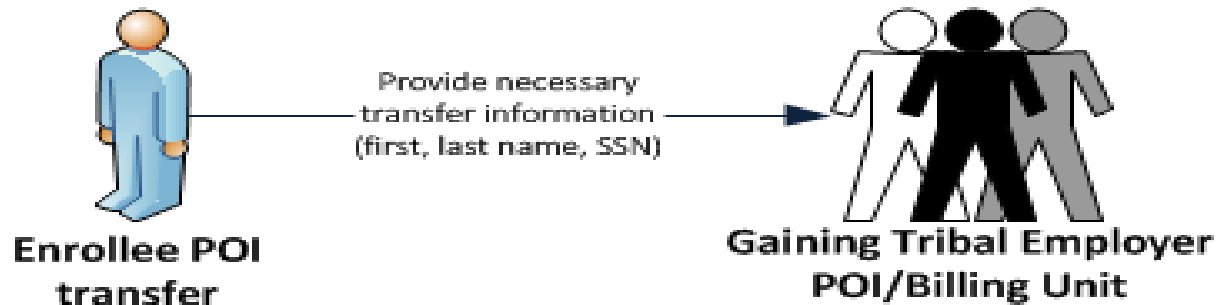 Provide necessary
transfer information
(first, last name, SSN)
Enrollee POI
transfer
Gaining Tribal Employer
POI/Billing Unit